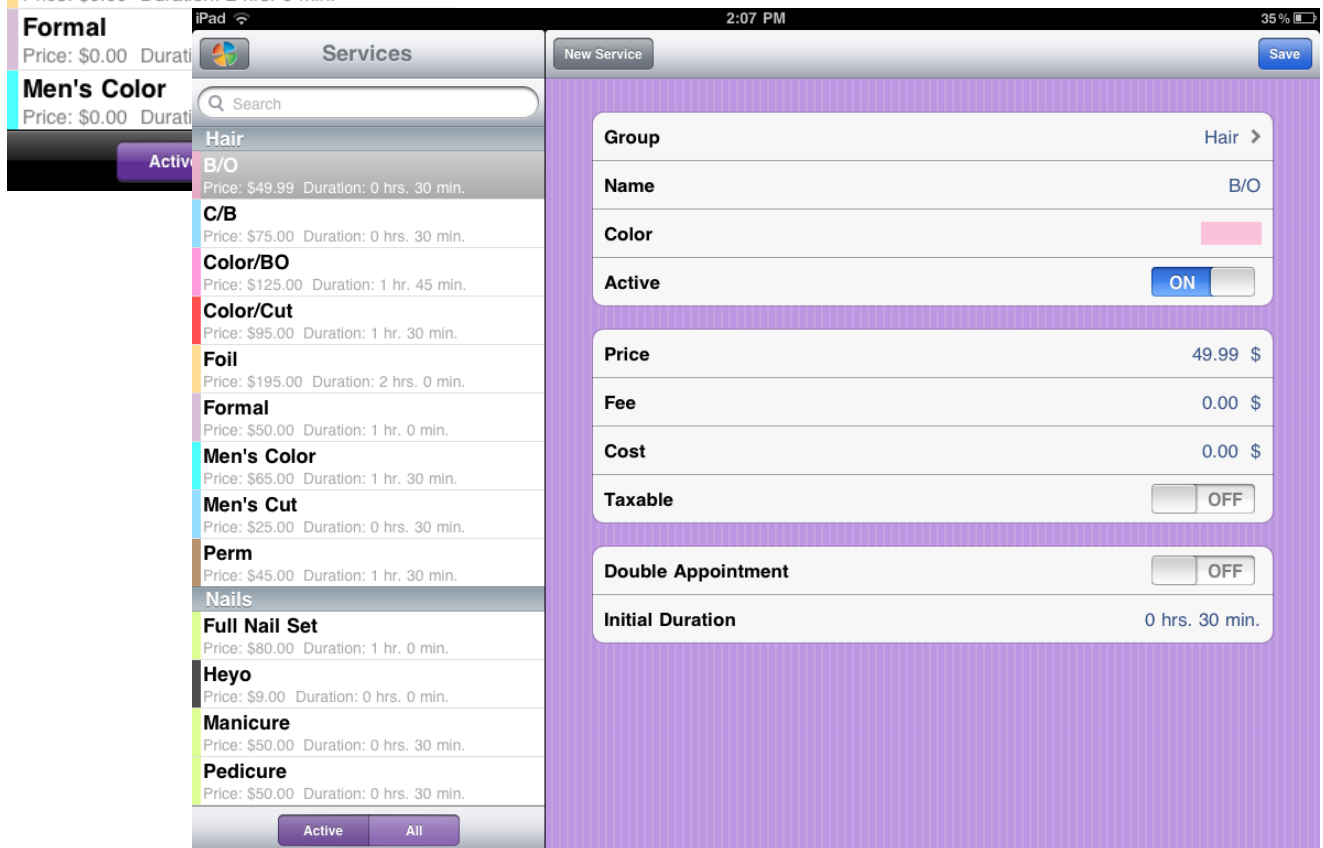 Formal
Price: $0.00
Men's Color
Price: $0.00
iPad 2:07 PM 35%
Services
New Service
Save
Search
Hair
B/O
Price: $49.99 Duration: 0 hrs. 30 min.
C/B
Price: $75.00 Duration: 0 hrs. 30 min.
Color/BO
Price: $125.00 Duration: 1 hr. 45 min.
Color/Cut
Price: $95.00 Duration: 1 hr. 30 min.
Foil
Price: $195.00 Duration: 2 hrs. 0 min.
Formal
Price: $50.00 Duration: 1 hr. 0 min.
Men's Color
Price: $65.00 Duration: 1 hr. 30 min.
Men's Cut
Price: $25.00 Duration: 0 hrs. 30 min.
Perm
Price: $45.00 Duration: 1 hr. 30 min.
Nails
Full Nail Set
Price: $80.00 Duration: 1 hr. 0 min.
Heyo
Price: $9.00 Duration: 0 hrs. 0 min.
Manicure
Price: $50.00 Duration: 0 hrs. 30 min.
Pedicure
Price: $50.00 Duration: 0 hrs. 30 min.
Active All
Group Hair
Name B/O
Color
Active ON
Price 49.99 $
Fee 0.00 $
Cost 0.00 $
Taxable OFF
Double Appointment OFF
Initial Duration 0 hrs. 30 min.